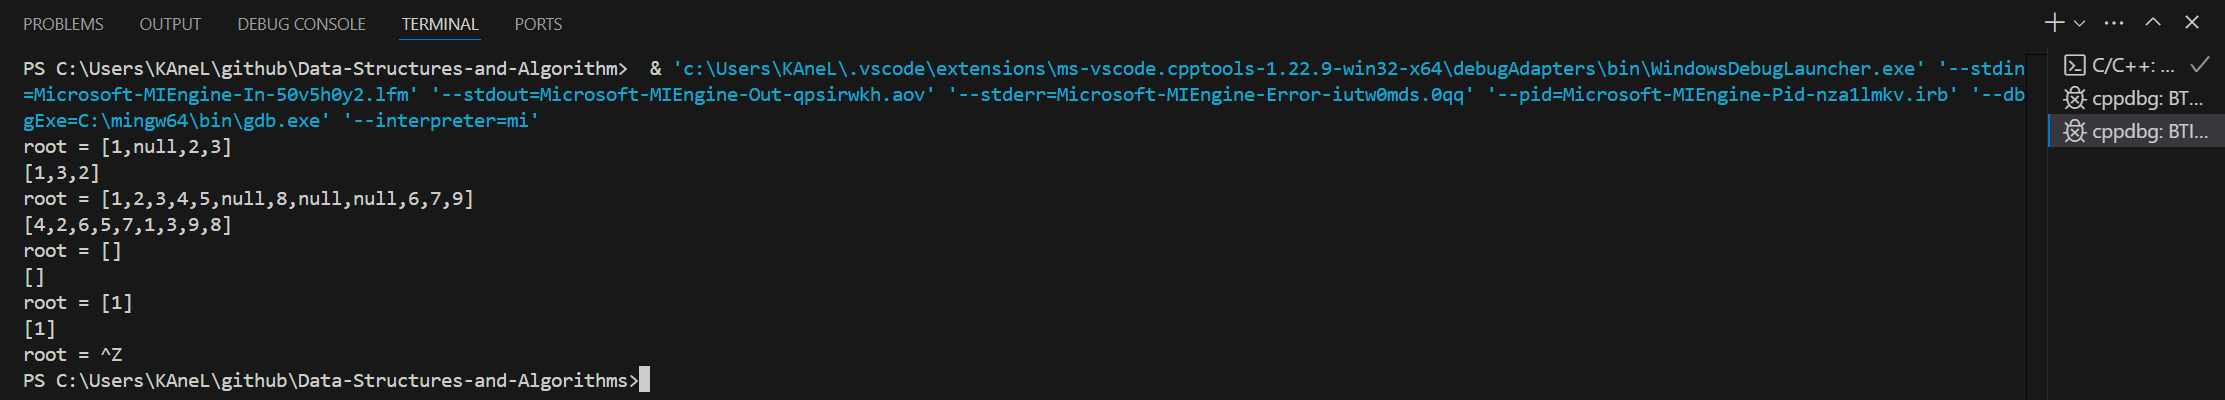 PROBLEMS OUTPUT DEBUG CONSOLE TERMINAL PORTS
PS C:\Users\KAneL\github\Data-Structures-and-Algorithm>  & 'c:\Users\KAneL\.vscode\extensions\ms-vscode.cpptools-1.22.9-win32-x64\debugAdapters\bin\WindowsDebugLauncher.exe' '--stdin
=Microsoft-MIEngine-In-50v5h0y2.lfm' '--stdout=Microsoft-MIEngine-Out-qpsirwkh.aov' '--stderr=Microsoft-MIEngine-Error-iutw0mds.0qq' '--pid=Microsoft-MIEngine-Pid-nza1lmkv.irb' '--db
gExe=C:\mingw64\bin\gdb.exe' '--interpreter=mi'
root = [1,null,2,3]
[1,3,2]
root = [1,2,3,4,5,null,8,null,null,6,7,9]
[4,2,6,5,7,1,3,9,8]
root = []
[]
root = [1]
[1]
root = ^Z
PS C:\Users\KAneL\github\Data-Structures-and-Algorithms>
C/C++: ...
cppdbg: BT...
cppdbg: BTI...